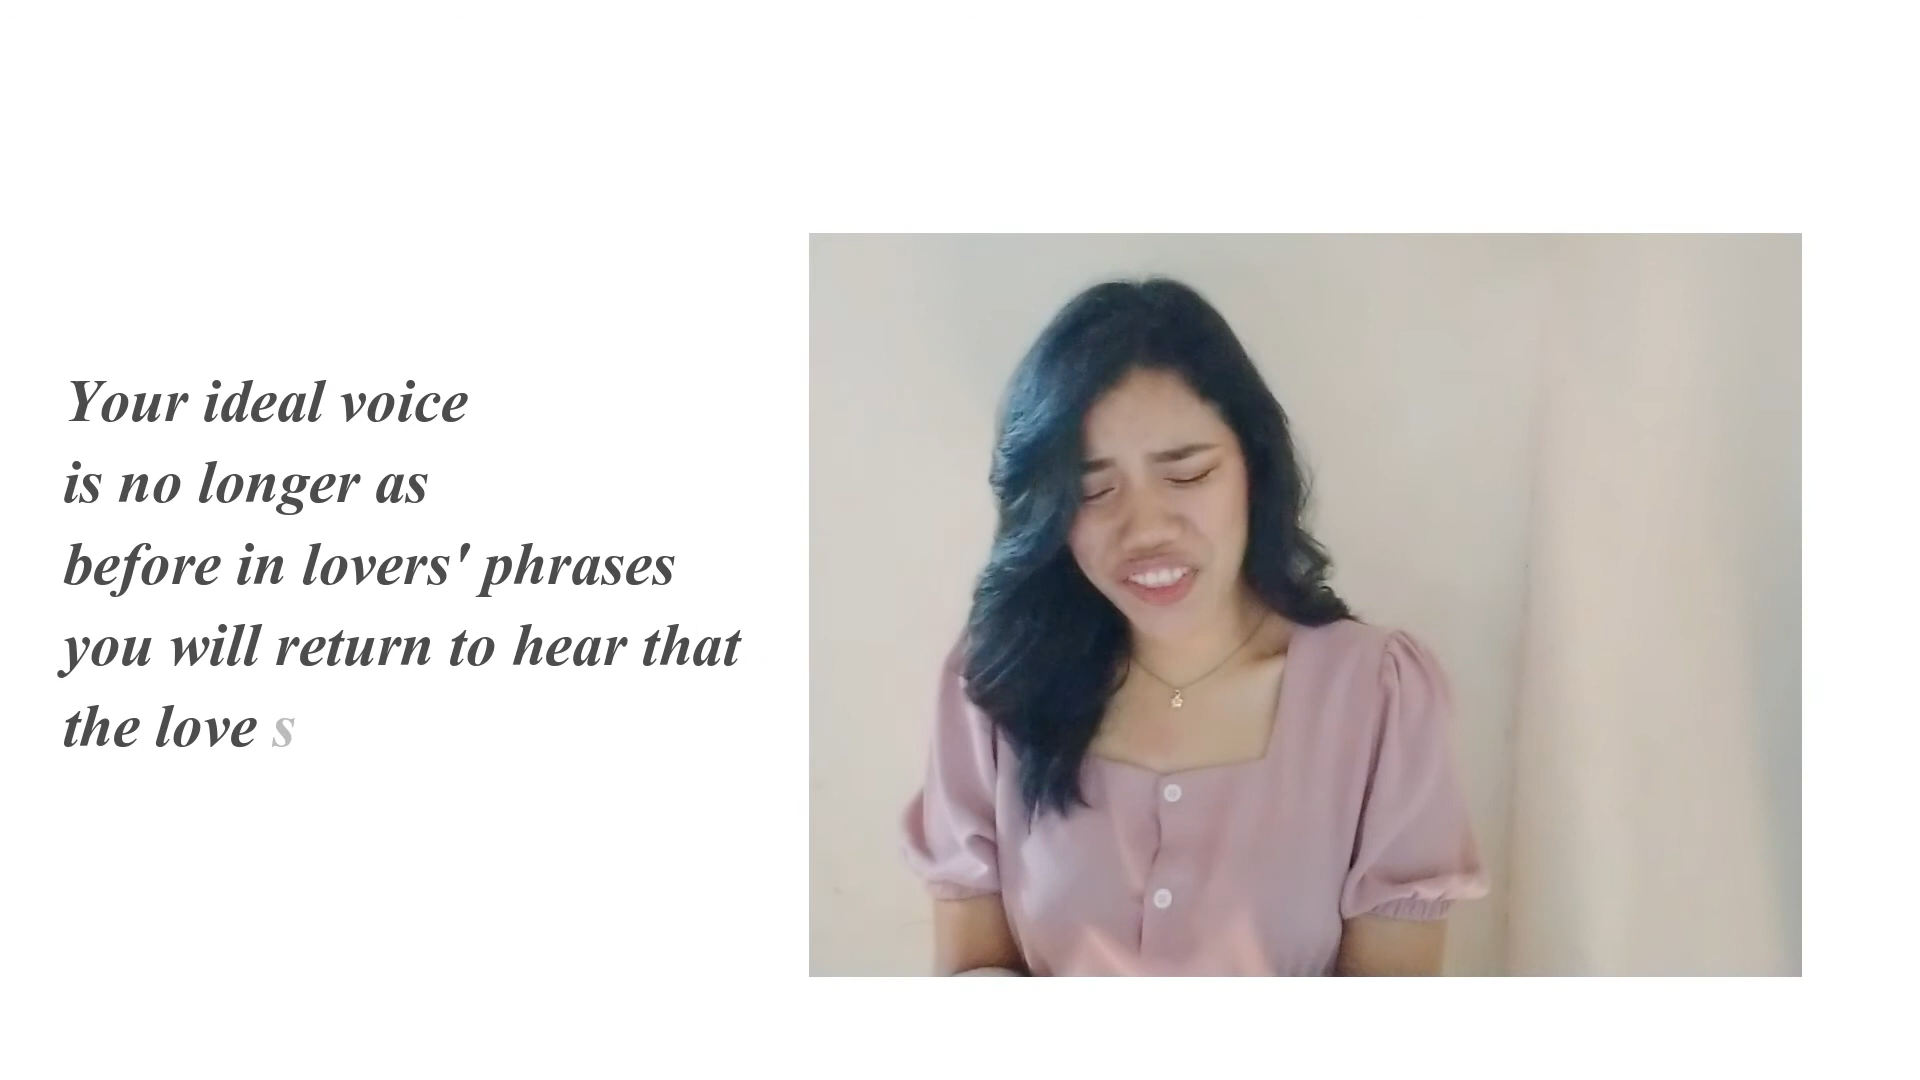 Your ideal voice
is no longer as
before in lovers' phrases
you will return to hear that
the love s